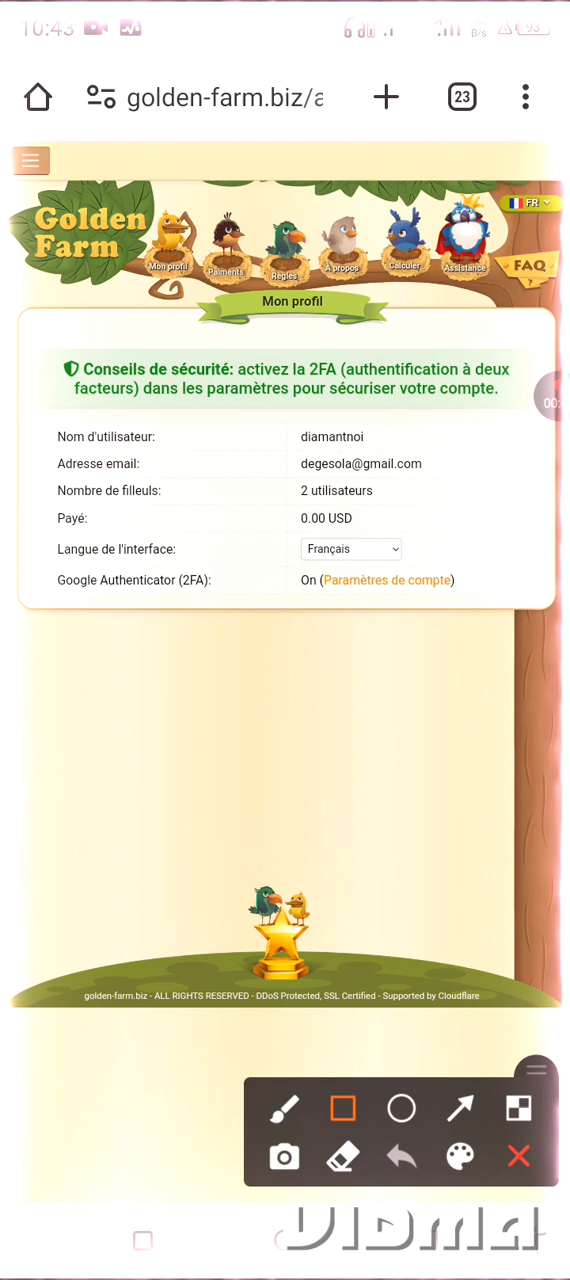 10:43
B/s
93
golden-farm.biz/a
23
Golden
Farm
FR
Mon profil
Paiments
Règles
À propos
Calculer
Assistance
FAQ
?
Mon profil
Conseils de sécurité: activez la 2FA (authentification à deux
facteurs) dans les paramètres pour sécuriser votre compte.
00:
Nom d'utilisateur: diamantnoi
Adresse email: degesola@gmail.com
Nombre de filleuls: 2 utilisateurs
Payé: 0.00 USD
Langue de l'interface: Français
Google Authenticator (2FA): On (Paramètres de compte)
golden-farm.biz - ALL RIGHTS RESERVED - DDoS Protected, SSL Certified - Supported by Cloudflare
VIDMA